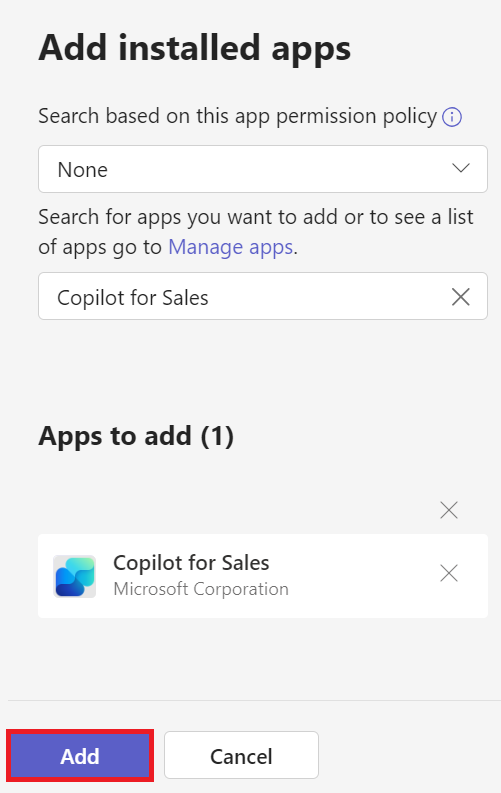 Add installed apps
Search based on this app permission policy
None
Search for apps you want to add or to see a list
of apps go to Manage apps.
Copilot for Sales
Apps to add (1)
Copilot for Sales
Microsoft Corporation
Add
Cancel